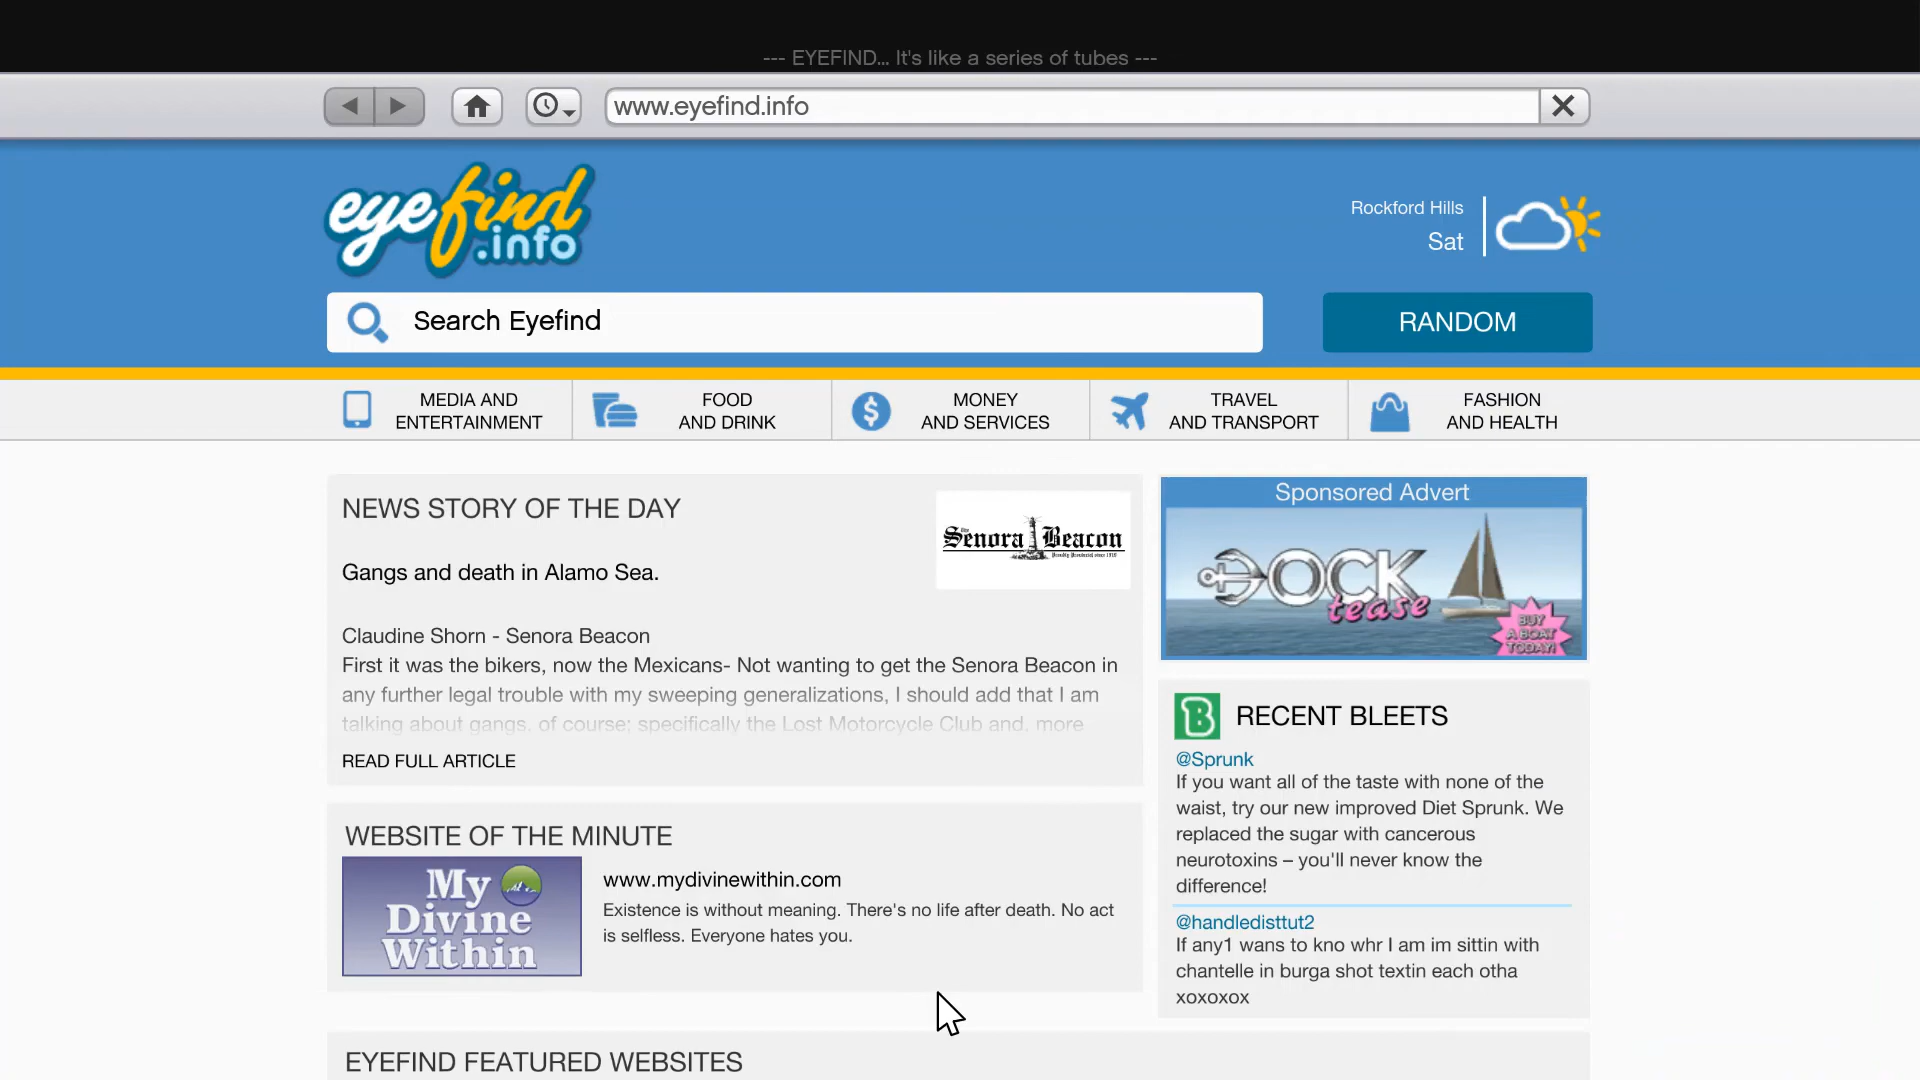 --- EYEFIND... It's like a series of tubes ---
www.eyefind.info
eyefind
.info
Rockford Hills
Sat
Search Eyefind
RANDOM
MEDIA AND
ENTERTAINMENT
FOOD
AND DRINK
MONEY
AND SERVICES
TRAVEL
AND TRANSPORT
FASHION
AND HEALTH
NEWS STORY OF THE DAY
The
Senora Beacon
Proudly Provincial since 1919
Gangs and death in Alamo Sea.
Claudine Shorn - Senora Beacon
First it was the bikers, now the Mexicans- Not wanting to get the Senora Beacon in
any further legal trouble with my sweeping generalizations, I should add that I am
talking about gangs, of course; specifically the Lost Motorcycle Club and, more
READ FULL ARTICLE
Sponsored Advert
DOCK
tease
BUY
A BOAT
TODAY!
B
RECENT BLEETS
@Sprunk
If you want all of the taste with none of the
waist, try our new improved Diet Sprunk. We
replaced the sugar with cancerous
neurotoxins – you'll never know the
difference!
@handledisttut2
If any1 wans to kno whr I am im sittin with
chantelle in burga shot textin each otha
xoxoxox
WEBSITE OF THE MINUTE
My
Divine
Within
www.mydivinewithin.com
Existence is without meaning. There's no life after death. No act
is selfless. Everyone hates you.
EYEFIND FEATURED WEBSITES